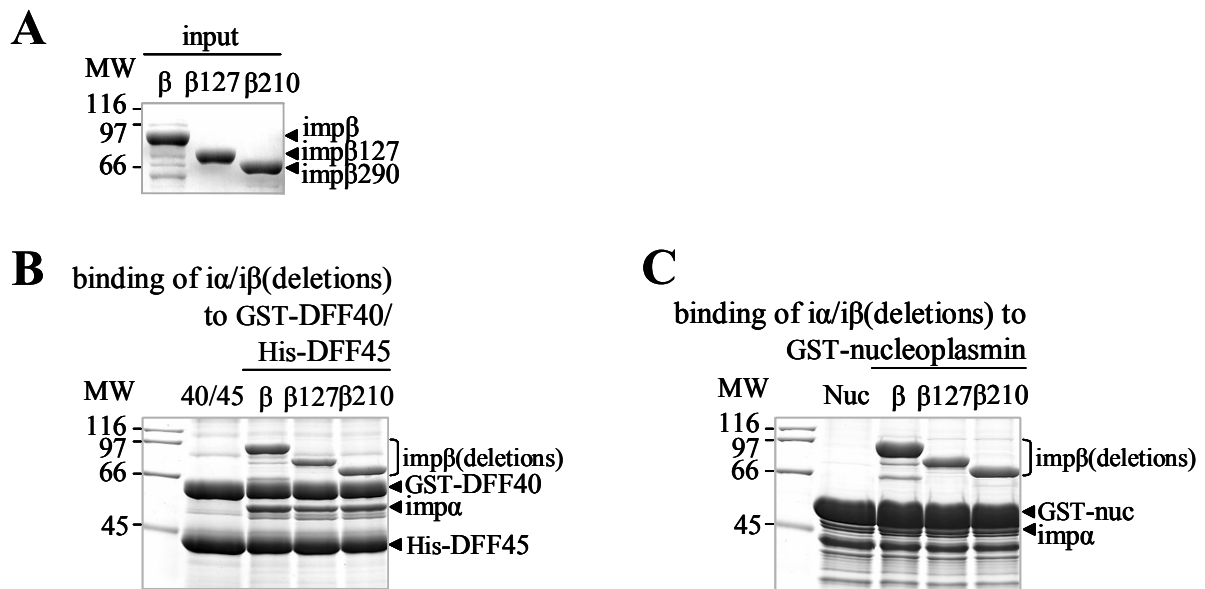 A
input
MW β β127 β210
116
97
66
impβ
impβ127
impβ290
B
binding of iα/iβ(deletions)
to GST-DFF40/
His-DFF45
MW 40/45 β β127 β210
116
97
66
45
impβ(deletions)
GST-DFF40
impα
His-DFF45
C
binding of iα/iβ(deletions) to
GST-nucleoplasmin
MW Nuc β β127 β210
116
97
66
45
impβ(deletions)
GST-nuc
impα